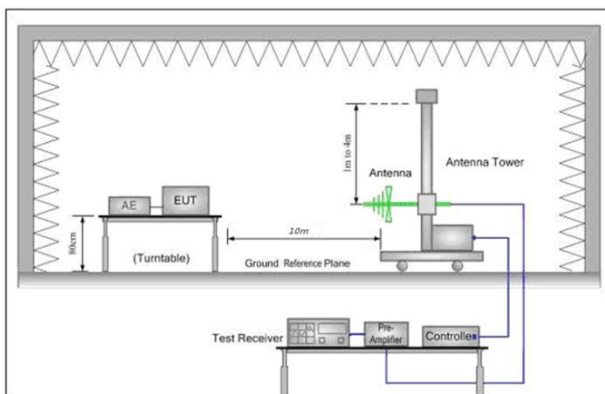 1m to 4m
Antenna
Antenna Tower
AE
EUT
80cm
(Turntable)
10m
Ground Reference Plane
Test Receiver
Pre-
Amplifier
Controller